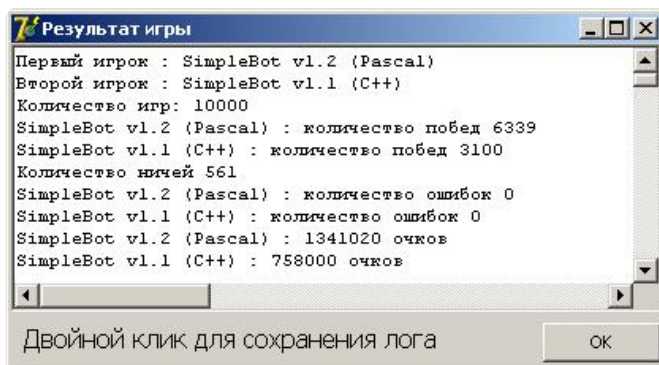 Результат игры
Первый игрок : SimpleBot v1.2 (Pascal)
Второй игрок : SimpleBot v1.1 (C++)
Количество игр: 10000
SimpleBot v1.2 (Pascal) : количество побед 6339
SimpleBot v1.1 (C++) : количество побед 3100
Количество ничей 561
SimpleBot v1.2 (Pascal) : количество ошибок 0
SimpleBot v1.1 (C++) : количество ошибок 0
SimpleBot v1.2 (Pascal) : 1341020 очков
SimpleBot v1.1 (C++) : 758000 очков
Двойной клик для сохранения лога
ок